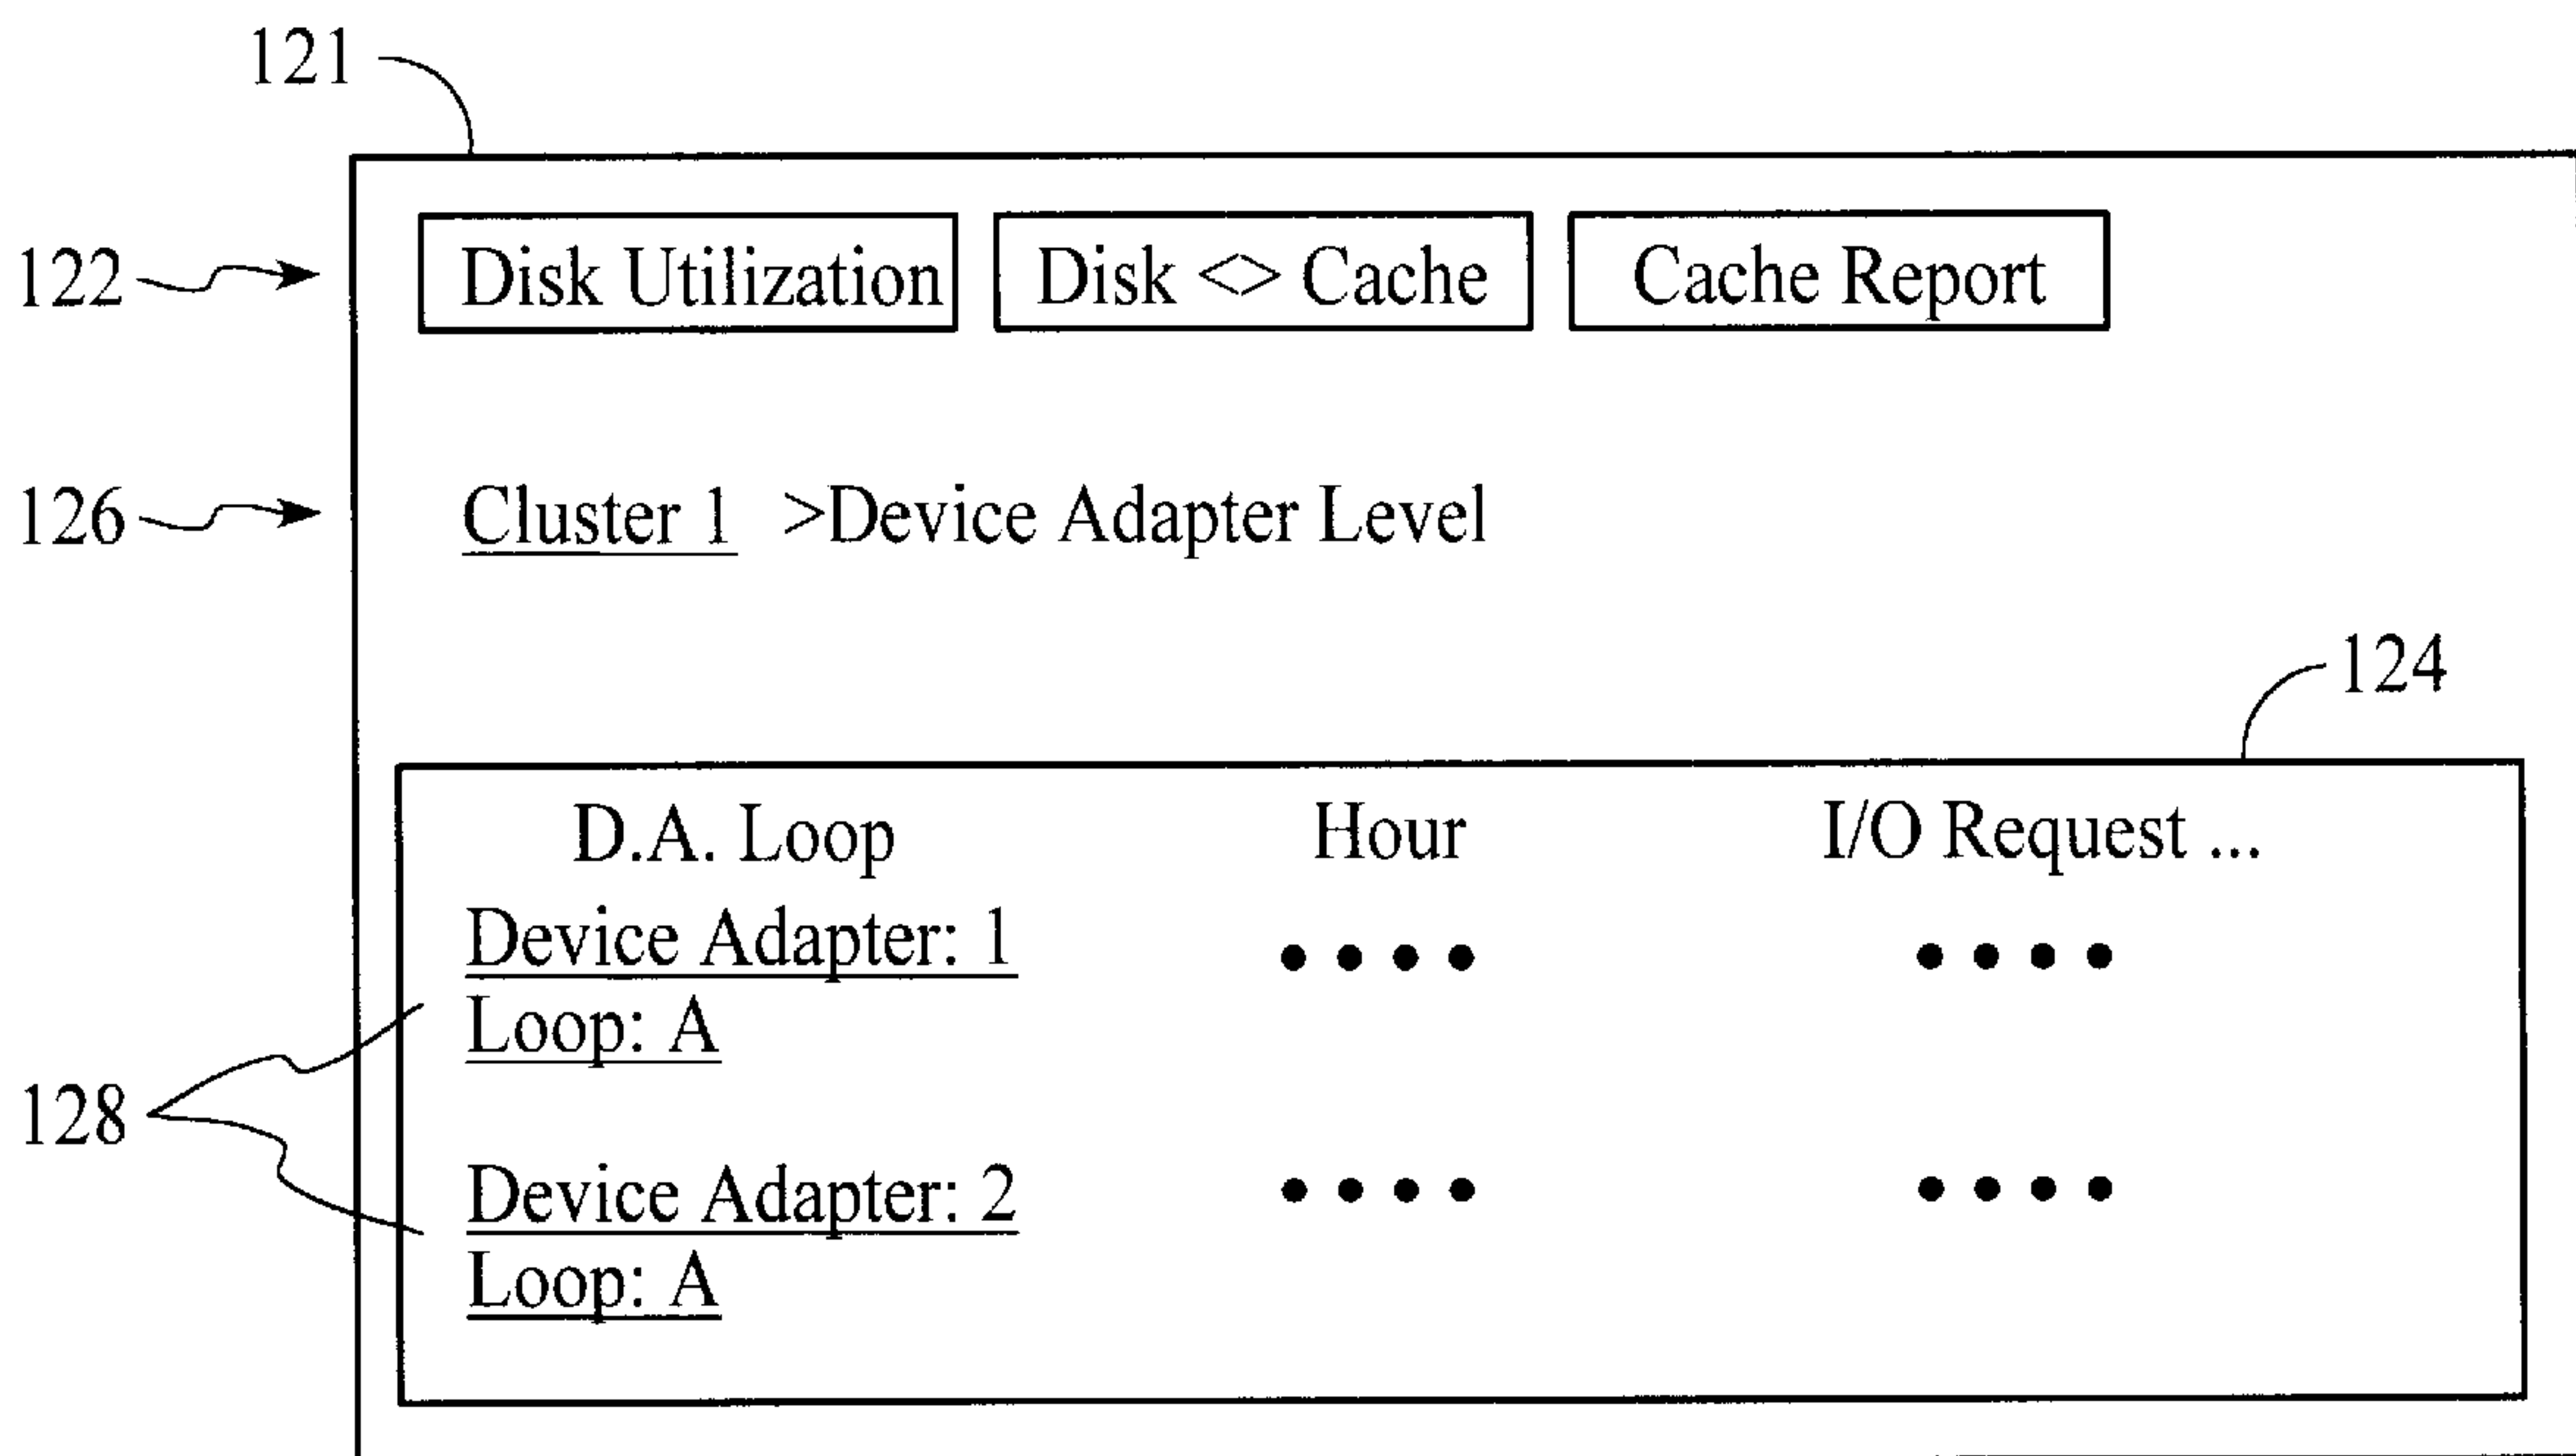 121
122 Disk Utilization Disk <> Cache Cache Report
126 Cluster 1 >Device Adapter Level
124
D.A. Loop Hour I/O Request ...
Device Adapter: 1 • • • • • • • •
Loop: A
128
Device Adapter: 2 • • • • • • • •
Loop: A